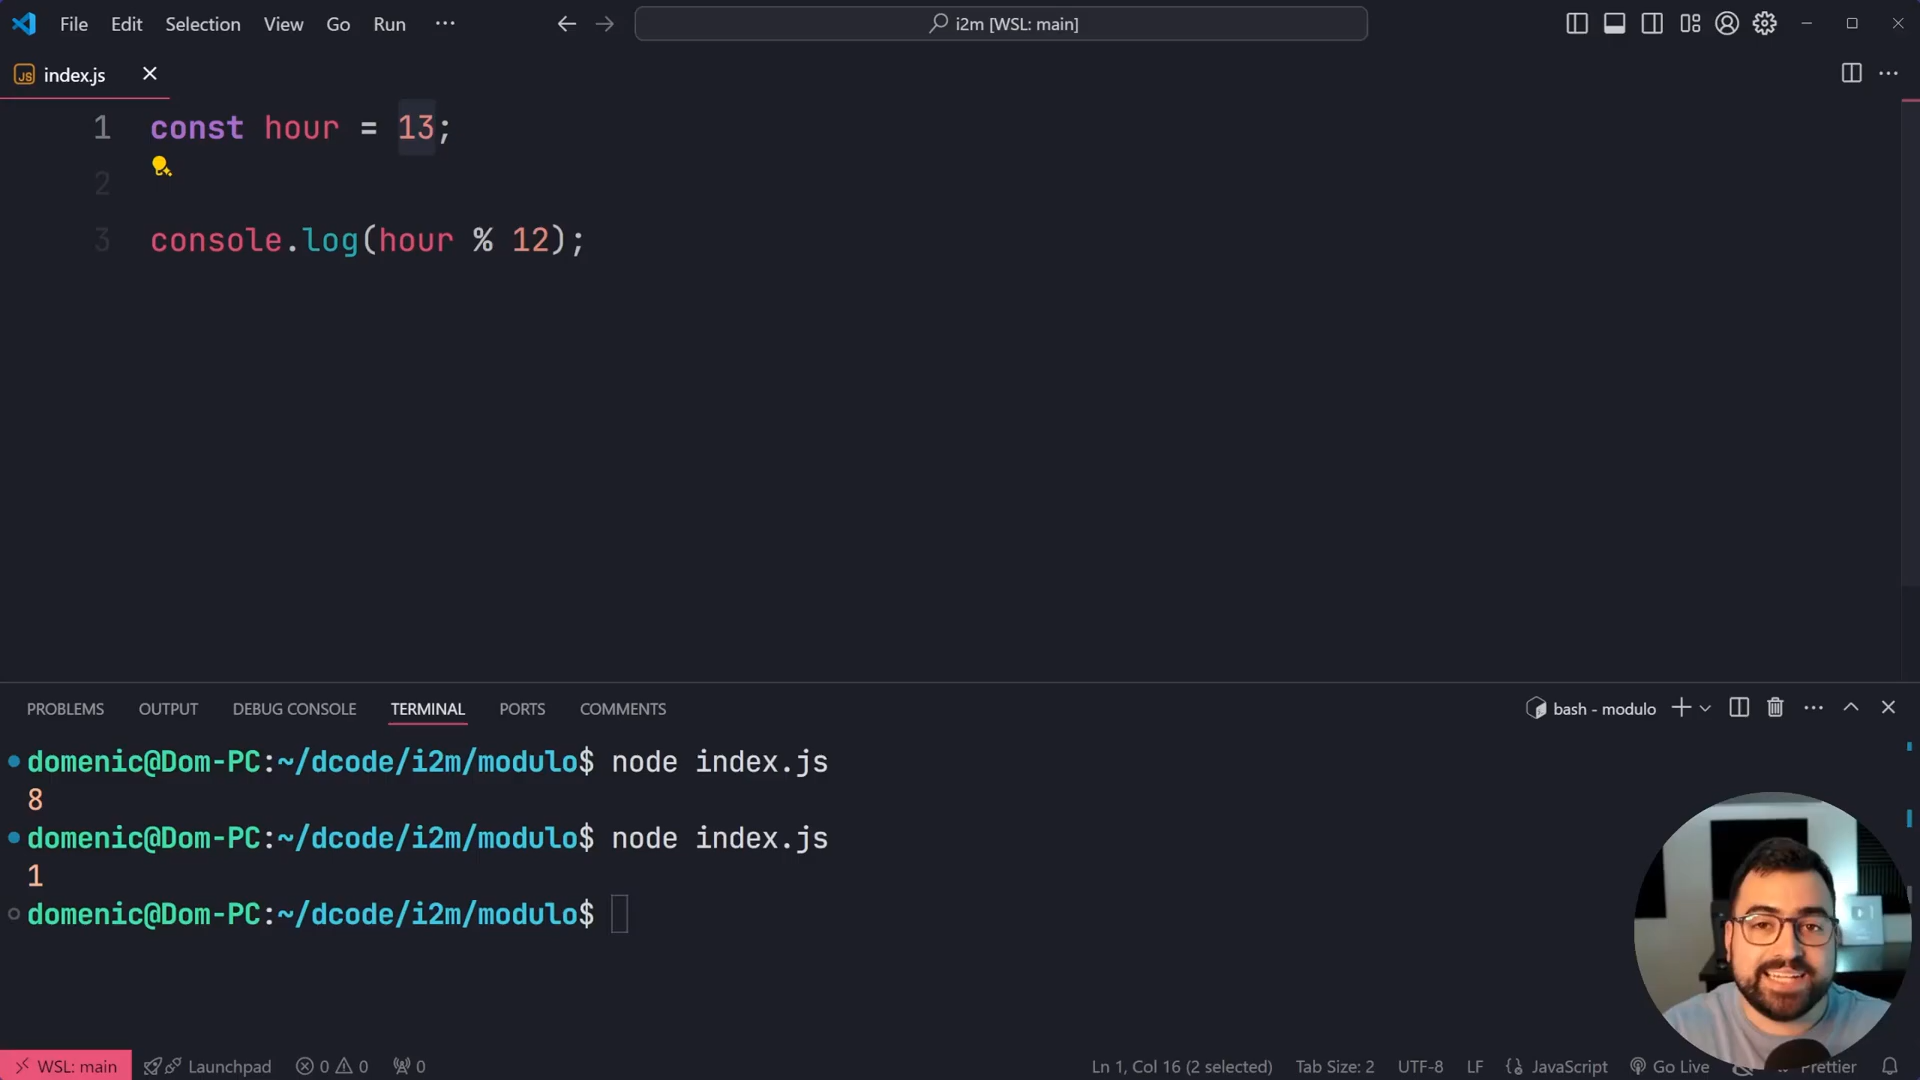 File Edit Selection View Go Run ···
i2m [WSL: main]
JS index.js
1 const hour = 13;
2
3 console.log(hour % 12);
PROBLEMS OUTPUT DEBUG CONSOLE TERMINAL PORTS COMMENTS
bash - modulo
domenic@Dom-PC:~/dcode/i2m/modulo$ node index.js
8
domenic@Dom-PC:~/dcode/i2m/modulo$ node index.js
1
domenic@Dom-PC:~/dcode/i2m/modulo$
WSL: main Launchpad 0 0 0 Ln 1, Col 16 (2 selected) Tab Size: 2 UTF-8 LF {} JavaScript Go Live Prettier